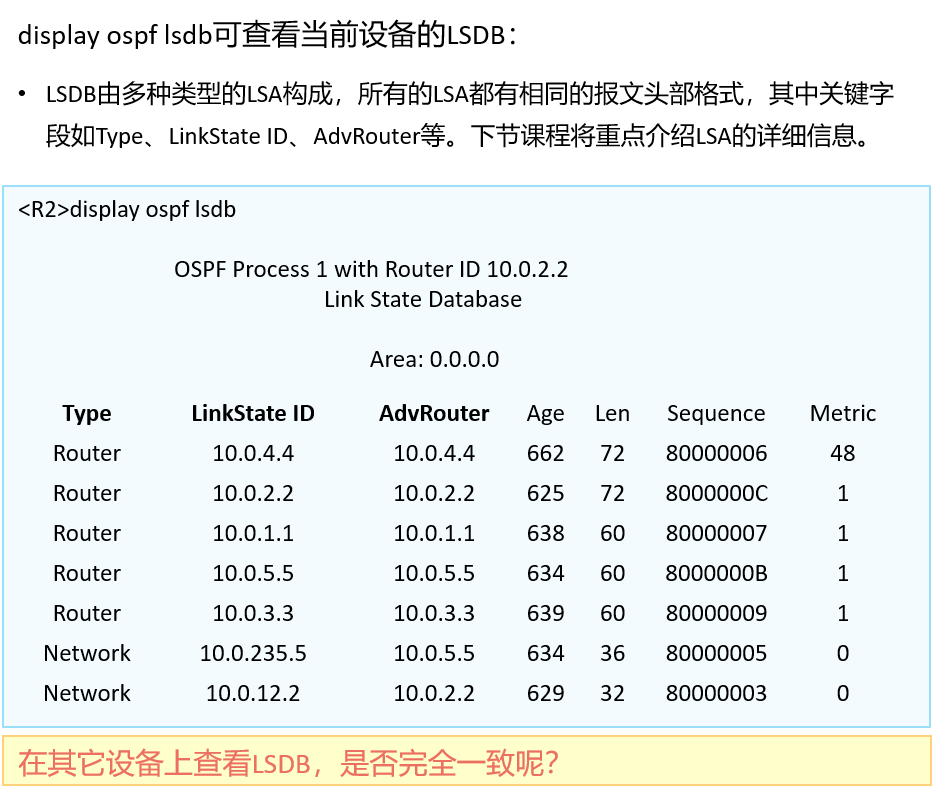 display ospf lsdb可查看当前设备的LSDB：
• LSDB由多种类型的LSA构成，所有的LSA都有相同的报文头部格式，其中关键字
段如Type、LinkState ID、AdvRouter等。下节课程将重点介绍LSA的详细信息。
<R2>display ospf lsdb
OSPF Process 1 with Router ID 10.0.2.2
Link State Database
Area: 0.0.0.0
Type LinkState ID AdvRouter Age Len Sequence Metric
Router 10.0.4.4 10.0.4.4 662 72 80000006 48
Router 10.0.2.2 10.0.2.2 625 72 8000000C 1
Router 10.0.1.1 10.0.1.1 638 60 80000007 1
Router 10.0.5.5 10.0.5.5 634 60 8000000B 1
Router 10.0.3.3 10.0.3.3 639 60 80000009 1
Network 10.0.235.5 10.0.5.5 634 36 80000005 0
Network 10.0.12.2 10.0.2.2 629 32 80000003 0
在其它设备上查看LSDB，是否完全一致呢？